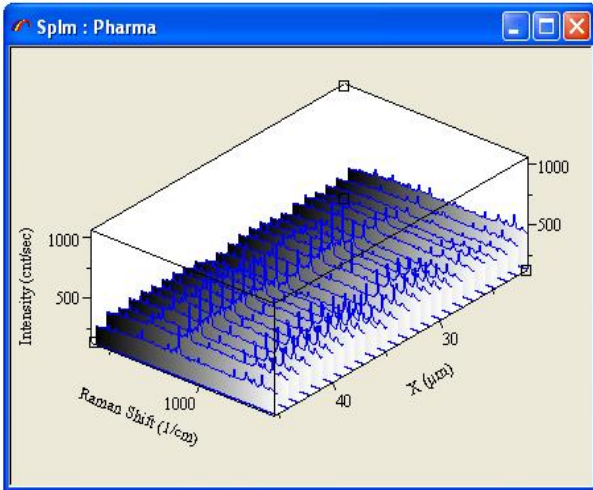 Splm : Pharma
1000
500
Intensity (cnt/sec)
1000
500
Raman Shift (1/cm)
1000
40
30
X (µm)